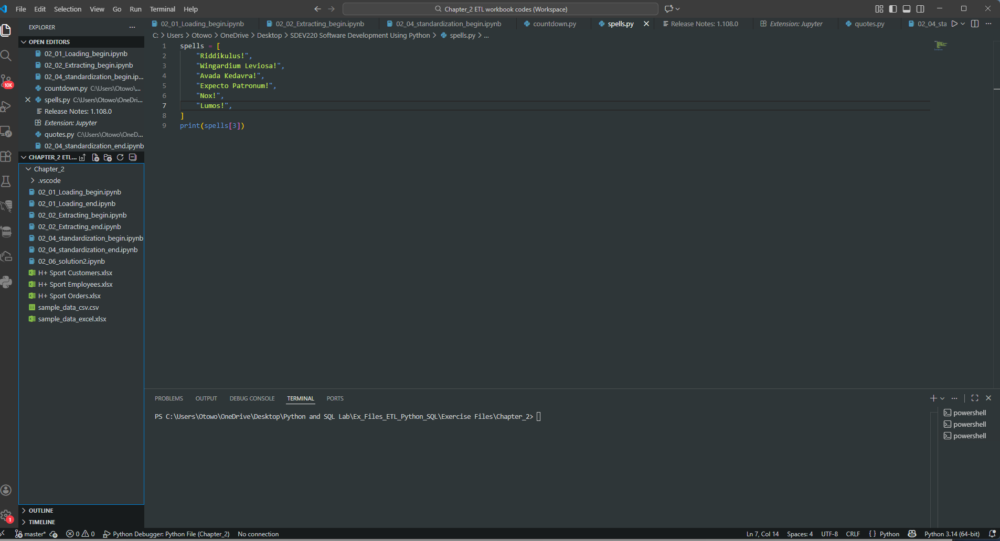 File Edit Selection View Go Run Terminal Help
Chapter_2 ETL workbook codes (Workspace)
EXPLORER
OPEN EDITORS
02_01_Loading_begin.ipynb
02_02_Extracting_begin.ipynb
02_04_standardization_begin.ip...
countdown.py C:\Users\Otowo\...
spells.py C:\Users\Otowo\OneDri...
Release Notes: 1.108.0
Extension: Jupyter
quotes.py C:\Users\Otowo\OneD...
02_04_standardization_end.ipynb
CHAPTER_2 ETL...
Chapter_2
.vscode
02_01_Loading_begin.ipynb
02_01_Loading_end.ipynb
02_02_Extracting_begin.ipynb
02_02_Extracting_end.ipynb
02_04_standardization_begin.ipynb
02_04_standardization_end.ipynb
02_06_solution2.ipynb
H+ Sport Customers.xlsx
H+ Sport Employees.xlsx
H+ Sport Orders.xlsx
sample_data_csv.csv
sample_data_excel.xlsx
OUTLINE
TIMELINE
10K
1
02_01_Loading_begin.ipynb 02_02_Extracting_begin.ipynb 02_04_standardization_begin.ipynb countdown.py spells.py Release Notes: 1.108.0 Extension: Jupyter quotes.py 02_04_sta
C: > Users > Otowo > OneDrive > Desktop > SDEV220 Software Development Using Python > spells.py > ...
1 spells = [
2 "Riddikulus!",
3 "Wingardium Leviosa!",
4 "Avada Kedavra!",
5 "Expecto Patronum!",
6 "Nox!",
7 "Lumos!",
8 ]
9 print(spells[3])
PROBLEMS OUTPUT DEBUG CONSOLE TERMINAL PORTS
PS C:\Users\Otowo\OneDrive\Desktop\Python and SQL Lab\Ex_Files_ETL_Python_SQL\Exercise Files\Chapter_2>
powershell
powershell
powershell
master* 0 0 Python Debugger: Python File (Chapter_2) No connection Ln 7, Col 14 Spaces: 4 UTF-8 CRLF { } Python Python 3.14 (64-bit)